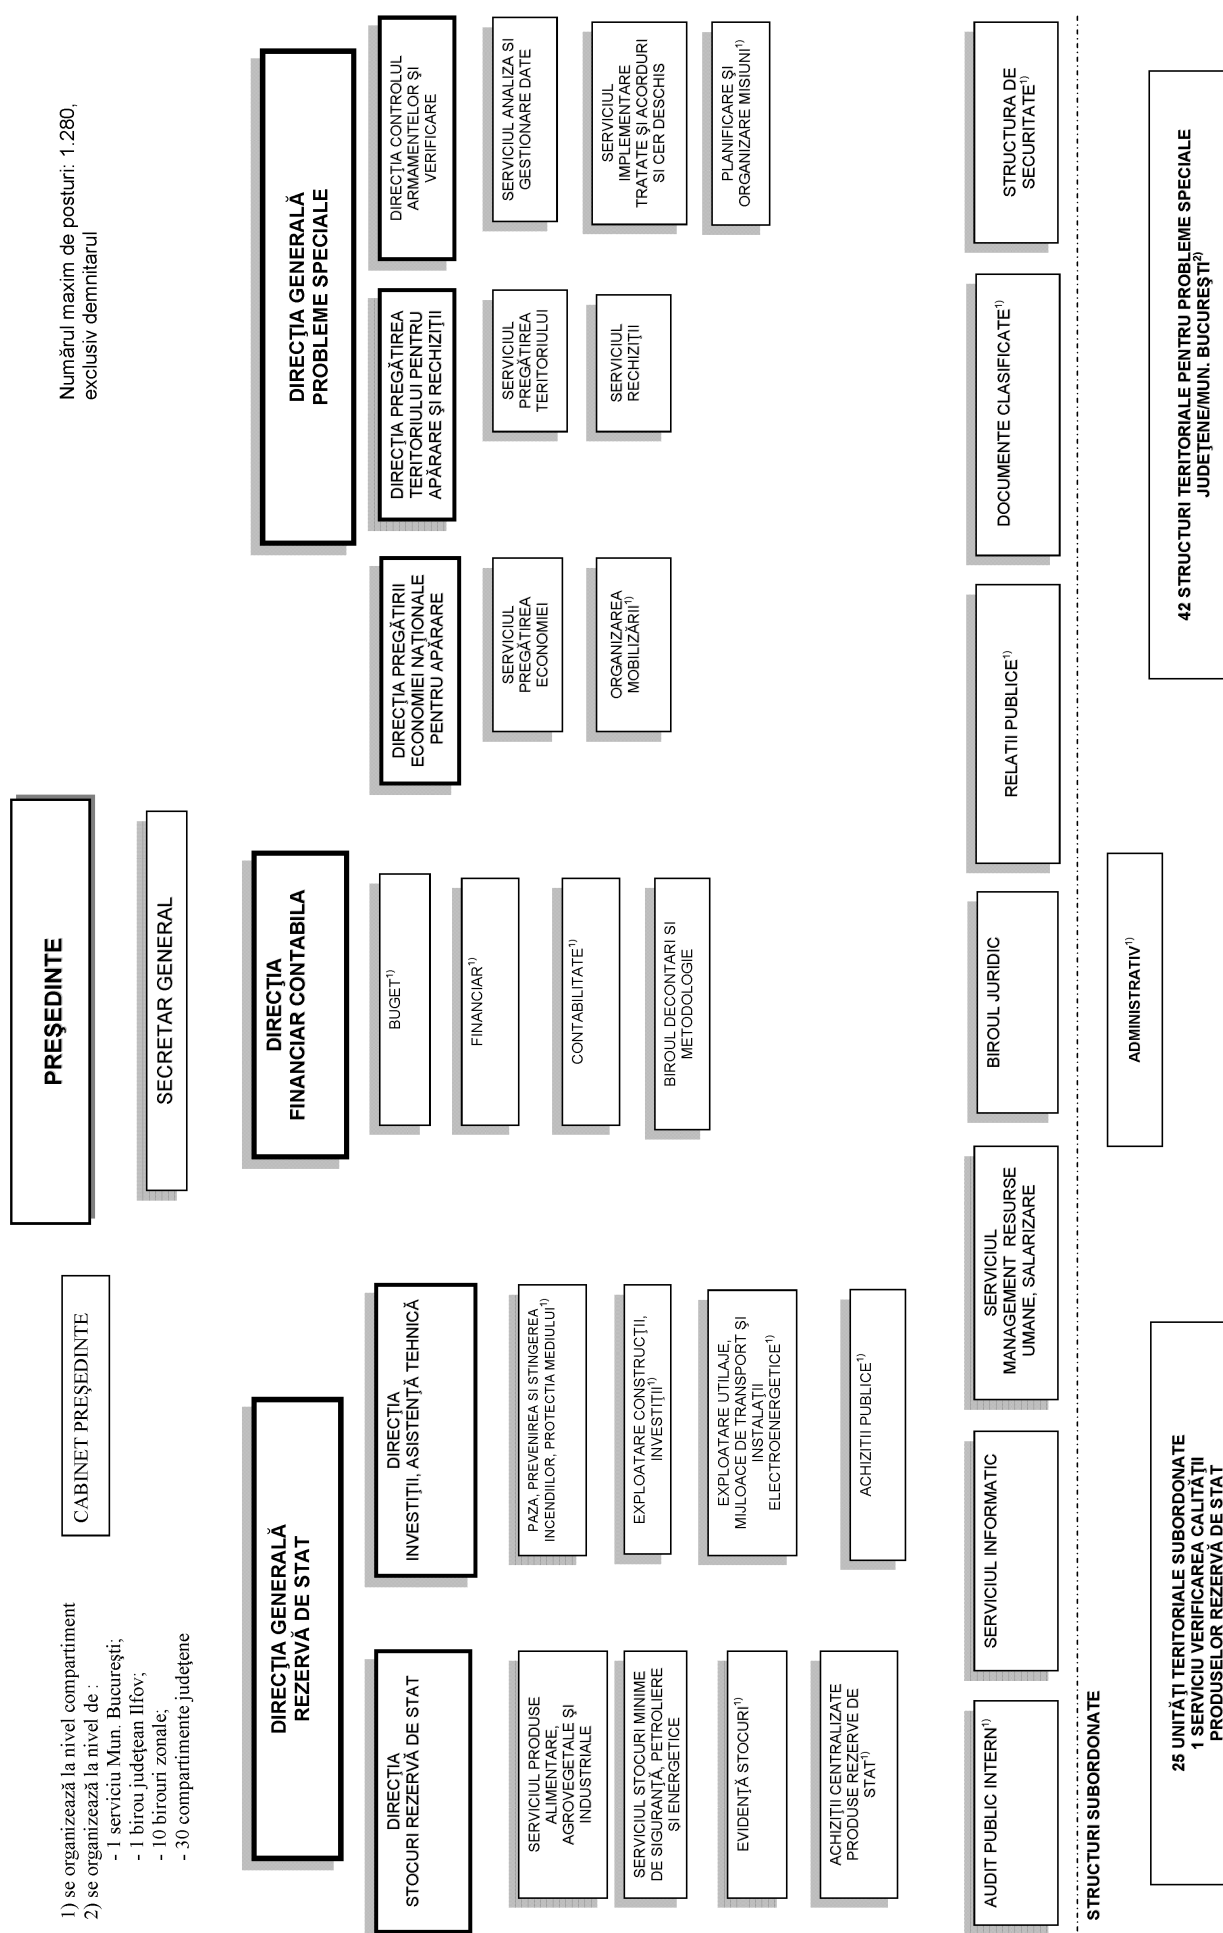 1) se organizează la nivel compartiment
2) se organizează la nivel de :
- 1 serviciu Mun. Bucureşti;
- 1 birou judeţean Ilfov;
- 10 birouri zonale;
- 30 compartimente judeţene
CABINET PREŞEDINTE
PREŞEDINTE
SECRETAR GENERAL
Numărul maxim de posturi: 1.280,
exclusiv demnitarul
DIRECŢIA GENERALĂ
REZERVĂ DE STAT
DIRECŢIA
FINANCIAR CONTABILA
DIRECŢIA GENERALĂ
PROBLEME SPECIALE
DIRECŢIA
STOCURI REZERVĂ DE STAT
SERVICIUL PRODUSE
ALIMENTARE,
AGROVEGETALE ŞI
INDUSTRIALE
SERVICIUL STOCURI MINIME
DE SIGURANŢĂ, PETROLIERE
ŞI ENERGETICE
EVIDENŢĂ STOCURI1)
ACHIZIŢII CENTRALIZATE
PRODUSE REZERVE DE
STAT1)
DIRECŢIA
INVESTIŢII, ASISTENŢĂ TEHNICĂ
PAZA, PREVENIREA SI STINGEREA
INCENDIILOR, PROTECTIA MEDIULUI1)
EXPLOATARE CONSTRUCŢII,
INVESTIŢII1)
EXPLOATARE UTILAJE,
MIJLOACE DE TRANSPORT ŞI
INSTALAŢII
ELECTROENERGETICE1)
ACHIZITII PUBLICE1)
BUGET1)
FINANCIAR1)
CONTABILITATE1)
BIROUL DECONTARI SI
METODOLOGIE
DIRECŢIA PREGĂTIRII
ECONOMIEI NAŢIONALE
PENTRU APĂRARE
SERVICIUL
PREGĂTIREA
ECONOMIEI
ORGANIZAREA
MOBILIZĂRII1)
DIRECŢIA PREGĂTIREA
TERITORIULUI PENTRU
APĂRARE ŞI RECHIZIŢII
SERVICIUL
PREGĂTIREA
TERITORIULUI
SERVICIUL
RECHIZIŢII
DIRECŢIA CONTROLUL
ARMAMENTELOR ŞI
VERIFICARE
SERVICIUL ANALIZA SI
GESTIONARE DATE
SERVICIUL
IMPLEMENTARE
TRATATE ŞI ACORDURI
SI CER DESCHIS
PLANIFICARE ŞI
ORGANIZARE MISIUNI1)
AUDIT PUBLIC INTERN1)
SERVICIUL INFORMATIC
SERVICIUL
MANAGEMENT RESURSE
UMANE, SALARIZARE
BIROUL JURIDIC
RELATII PUBLICE1)
DOCUMENTE CLASIFICATE1)
STRUCTURA DE
SECURITATE1)
STRUCTURI SUBORDONATE
25 UNITĂŢI TERITORIALE SUBORDONATE
1 SERVICIU VERIFICAREA CALITĂŢII
PRODUSELOR REZERVĂ DE STAT
ADMINISTRATIV1)
42 STRUCTURI TERITORIALE PENTRU PROBLEME SPECIALE
JUDEŢENE/MUN. BUCUREŞTI2)